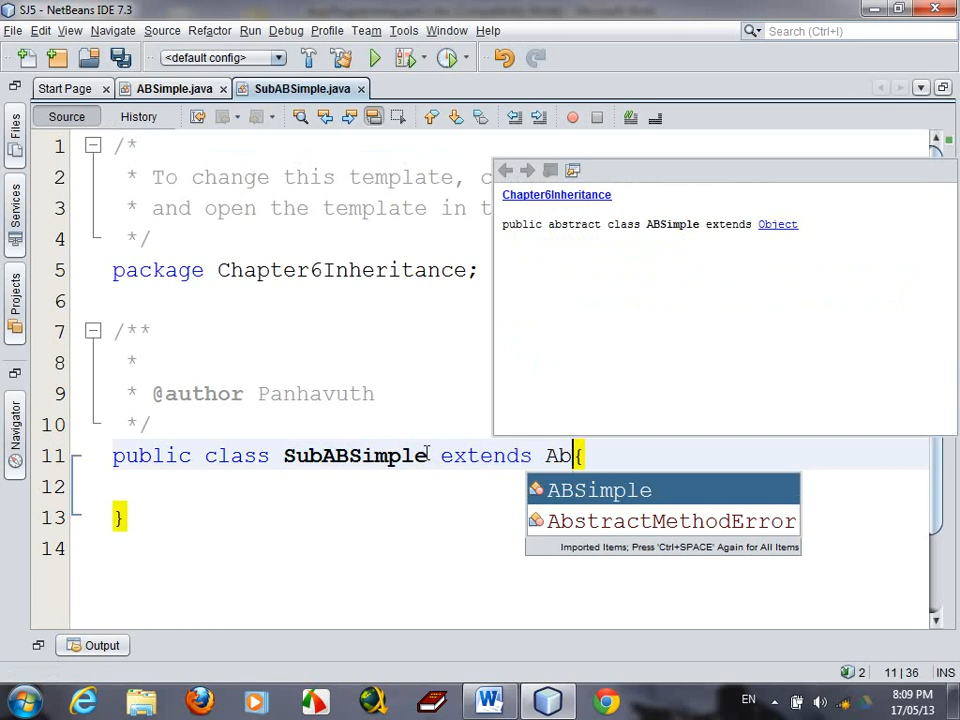 SJ5 - NetBeans IDE 7.3
File Edit View Navigate Source Refactor Run Debug Profile Team Tools Window Help
Search (Ctrl+I)
<default config>
Start Page ABSimple.java SubABSimple.java
Source History
Files
Services
Projects
Navigator
1 /*
2 * To change this template, c
3 * and open the template in t
4 */
5 package Chapter6Inheritance;
6
7 /**
8 *
9 * @author Panhavuth
10 */
11 public class SubABSimple extends Ab{
12
13 }
14
Chapter6Inheritance
public abstract class ABSimple extends Object
ABSimple
AbstractMethodError
Imported Items; Press 'Ctrl+SPACE' Again for All Items
Output
2 11|36 INS
EN 8:09 PM
17/05/13